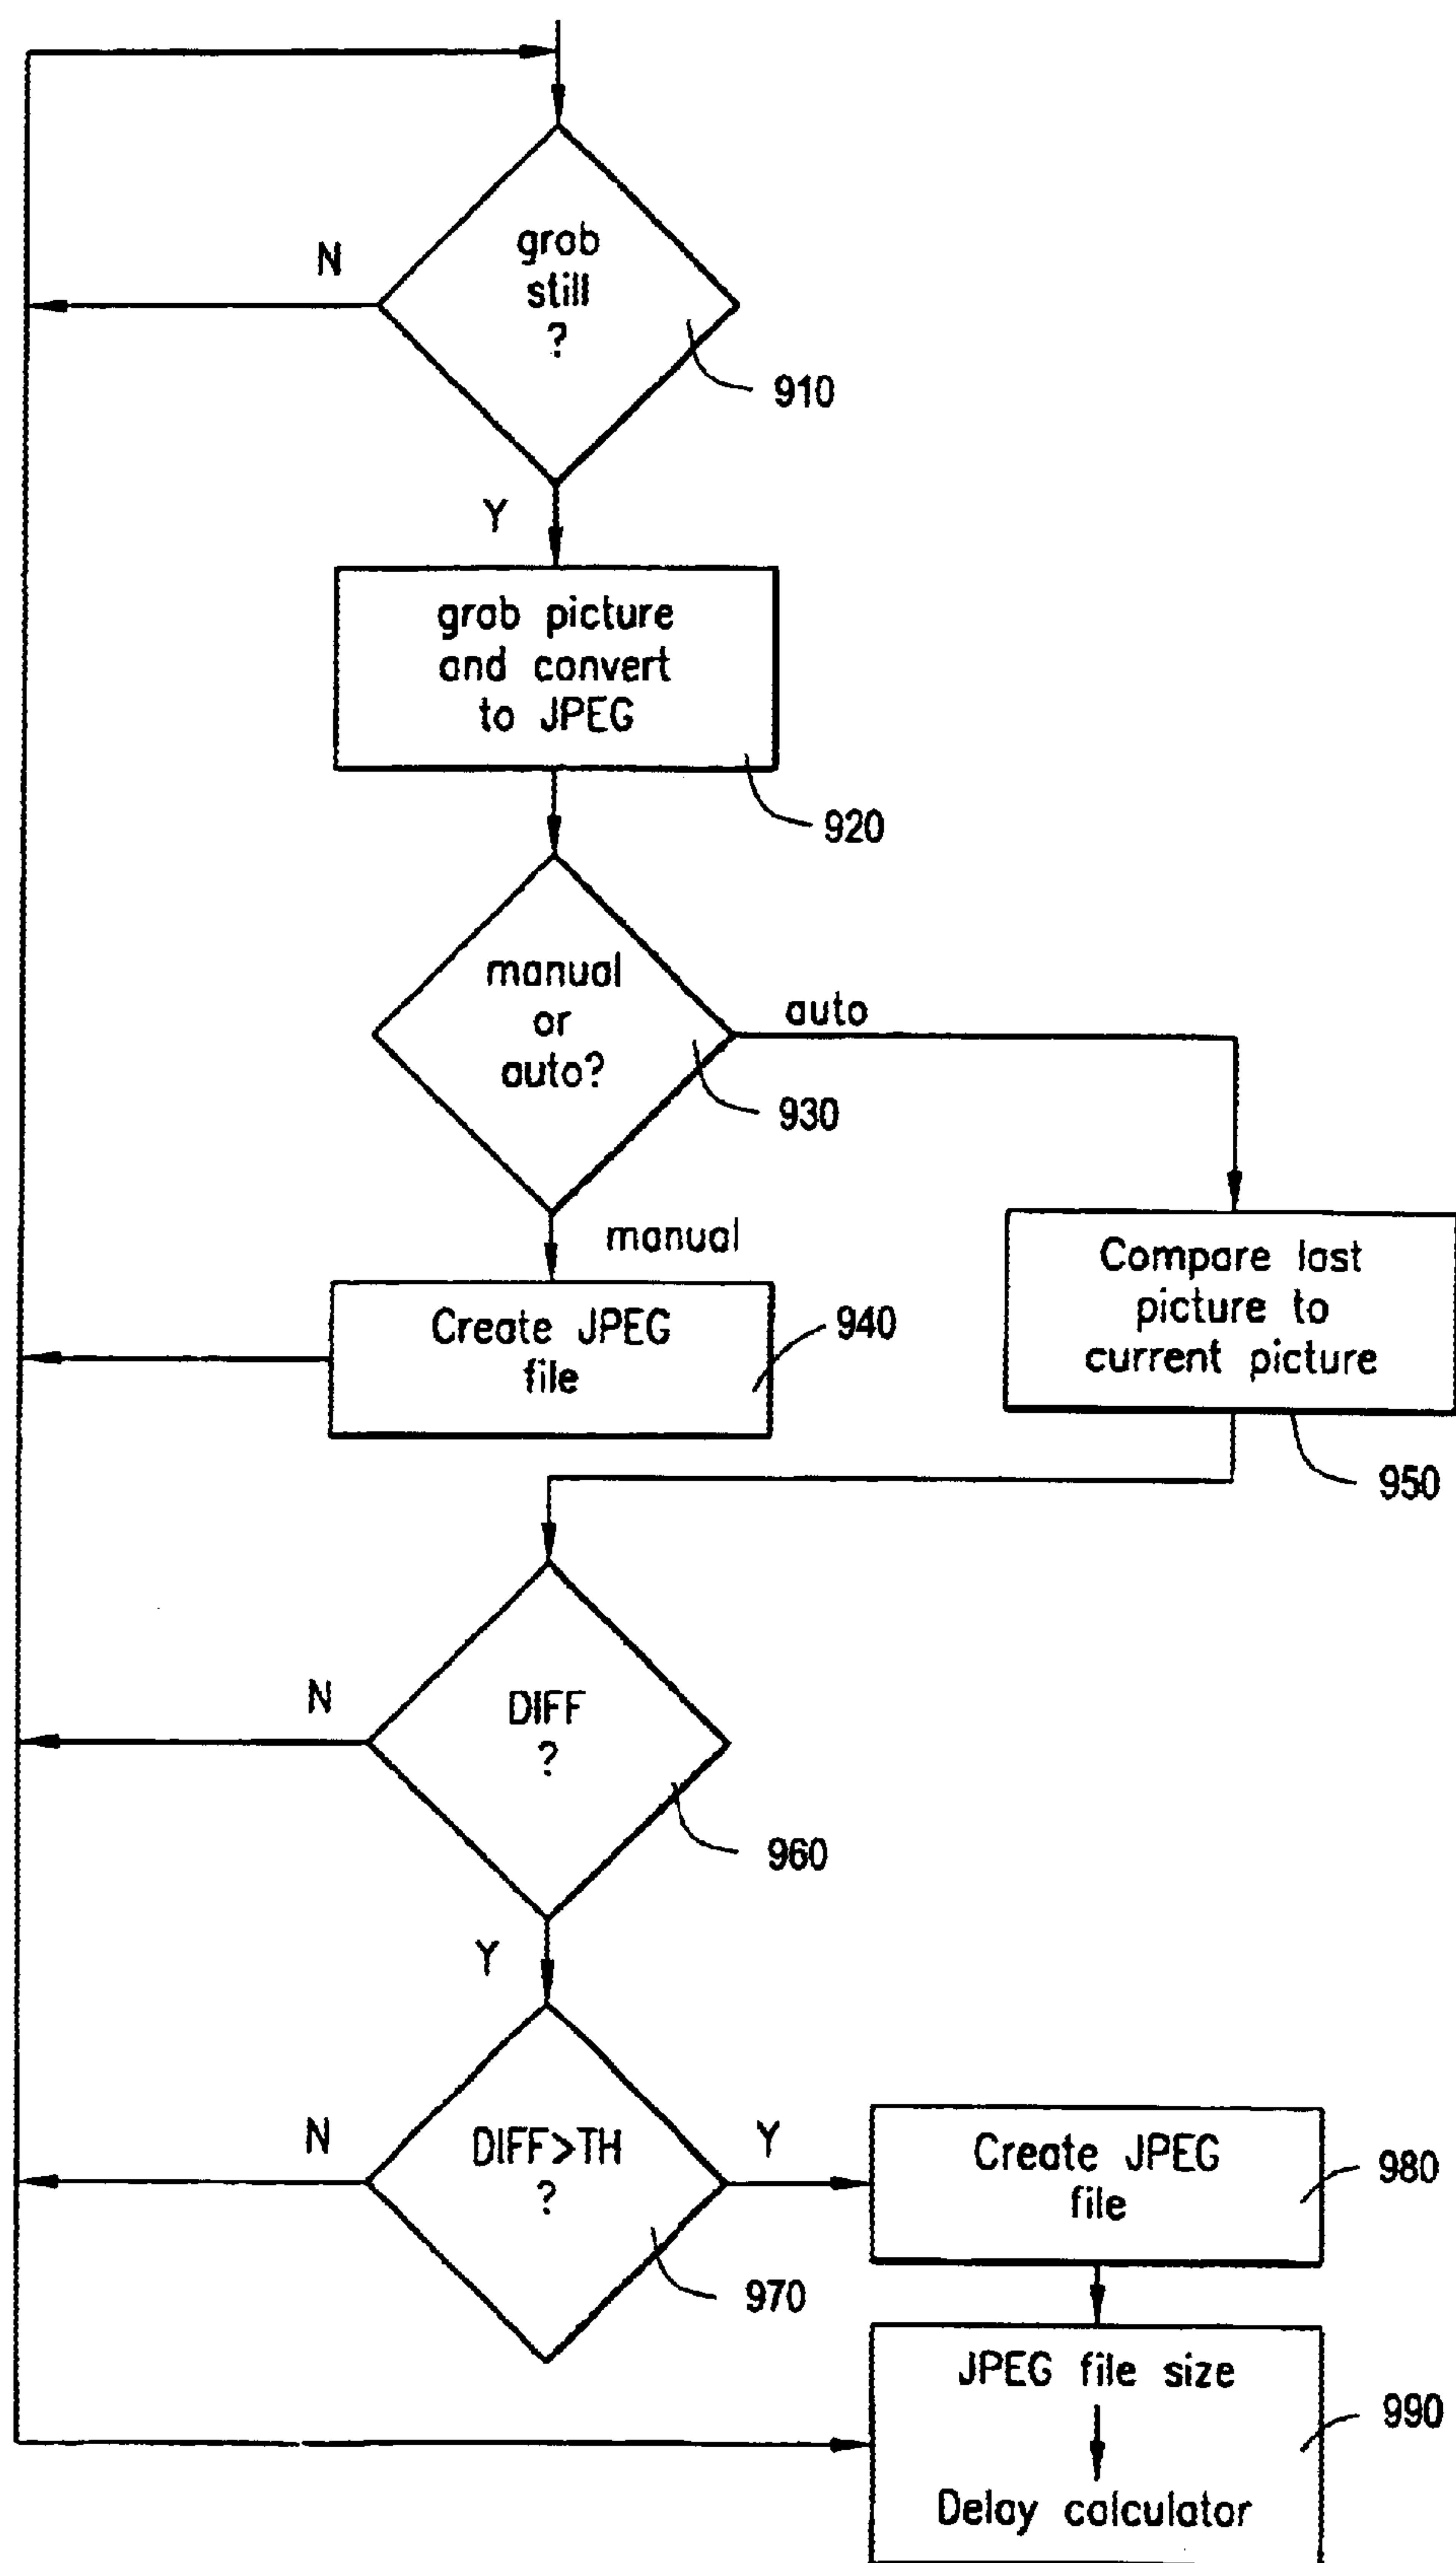 N
grab
still
?
910
Y
grab picture
and convert
to JPEG
920
manual
or
auto?
auto
930
manual
Create JPEG
file
940
Compare last
picture to
current picture
950
N
DIFF
?
960
Y
N
DIFF>TH
?
Y
970
Create JPEG
file
980
JPEG file size
990
Delay calculator